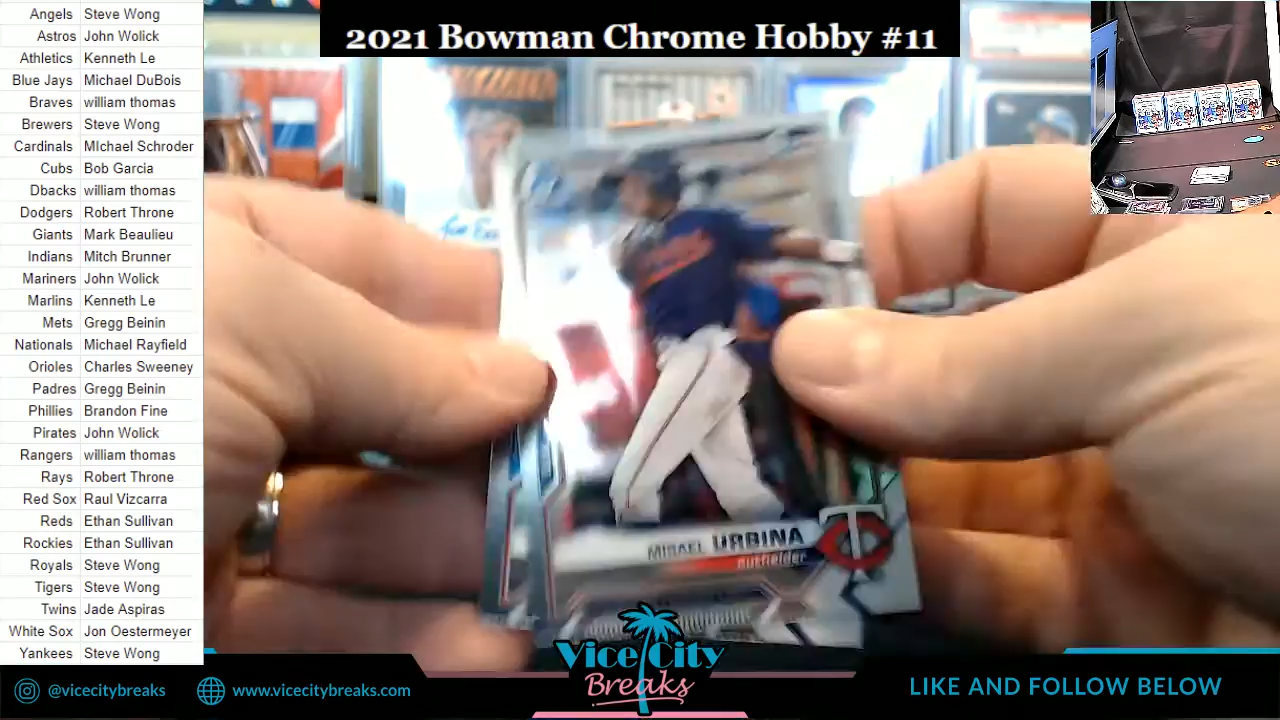 2021 Bowman Chrome Hobby #11
Angels Steve Wong
Astros John Wolick
Athletics Kenneth Le
Blue Jays Michael DuBois
Braves william thomas
Brewers Steve Wong
Cardinals MIchael Schroder
Cubs Bob Garcia
Dbacks william thomas
Dodgers Robert Throne
Giants Mark Beaulieu
Indians Mitch Brunner
Mariners John Wolick
Marlins Kenneth Le
Mets Gregg Beinin
Nationals Michael Rayfield
Orioles Charles Sweeney
Padres Gregg Beinin
Phillies Brandon Fine
Pirates John Wolick
Rangers william thomas
Rays Robert Throne
Red Sox Raul Vizcarra
Reds Ethan Sullivan
Rockies Ethan Sullivan
Royals Steve Wong
Tigers Steve Wong
Twins Jade Aspiras
White Sox Jon Oestermeyer
Yankees Steve Wong
MISAEL URBINA
outfielder
TC
Vice City
Breaks
@vicecitybreaks
www.vicecitybreaks.com
LIKE AND FOLLOW BELOW